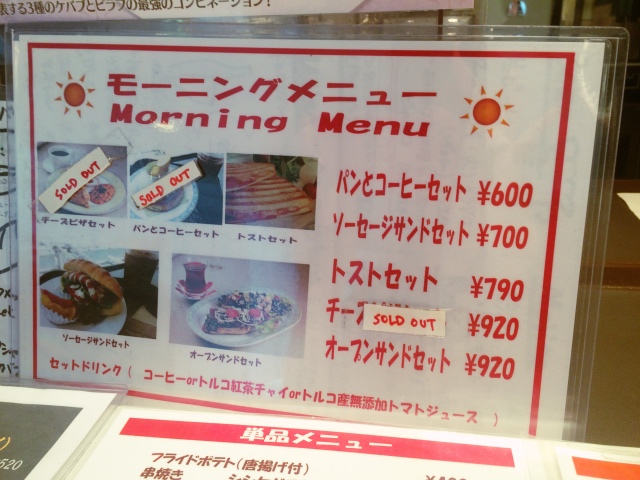 表する3種のケバブとピラフの最強のコンビネーション!
モーニングメニュー
Morning Menu
SOLD OUT
SOLD OUT
チーズピザセット
パンとコーヒーセット
トストセット
ソーセージサンドセット
オープンサンドセット
パンとコーヒーセット ¥600
ソーセージサンドセット ¥700
トストセット ¥790
チーズ SOLD OUT ¥920
オープンサンドセット ¥920
セットドリンク( コーヒーorトルコ紅茶チャイorトルコ産無添加トマトジュース )
単品メニュー
フライドポテト(唐揚げ付)
串焼き
520